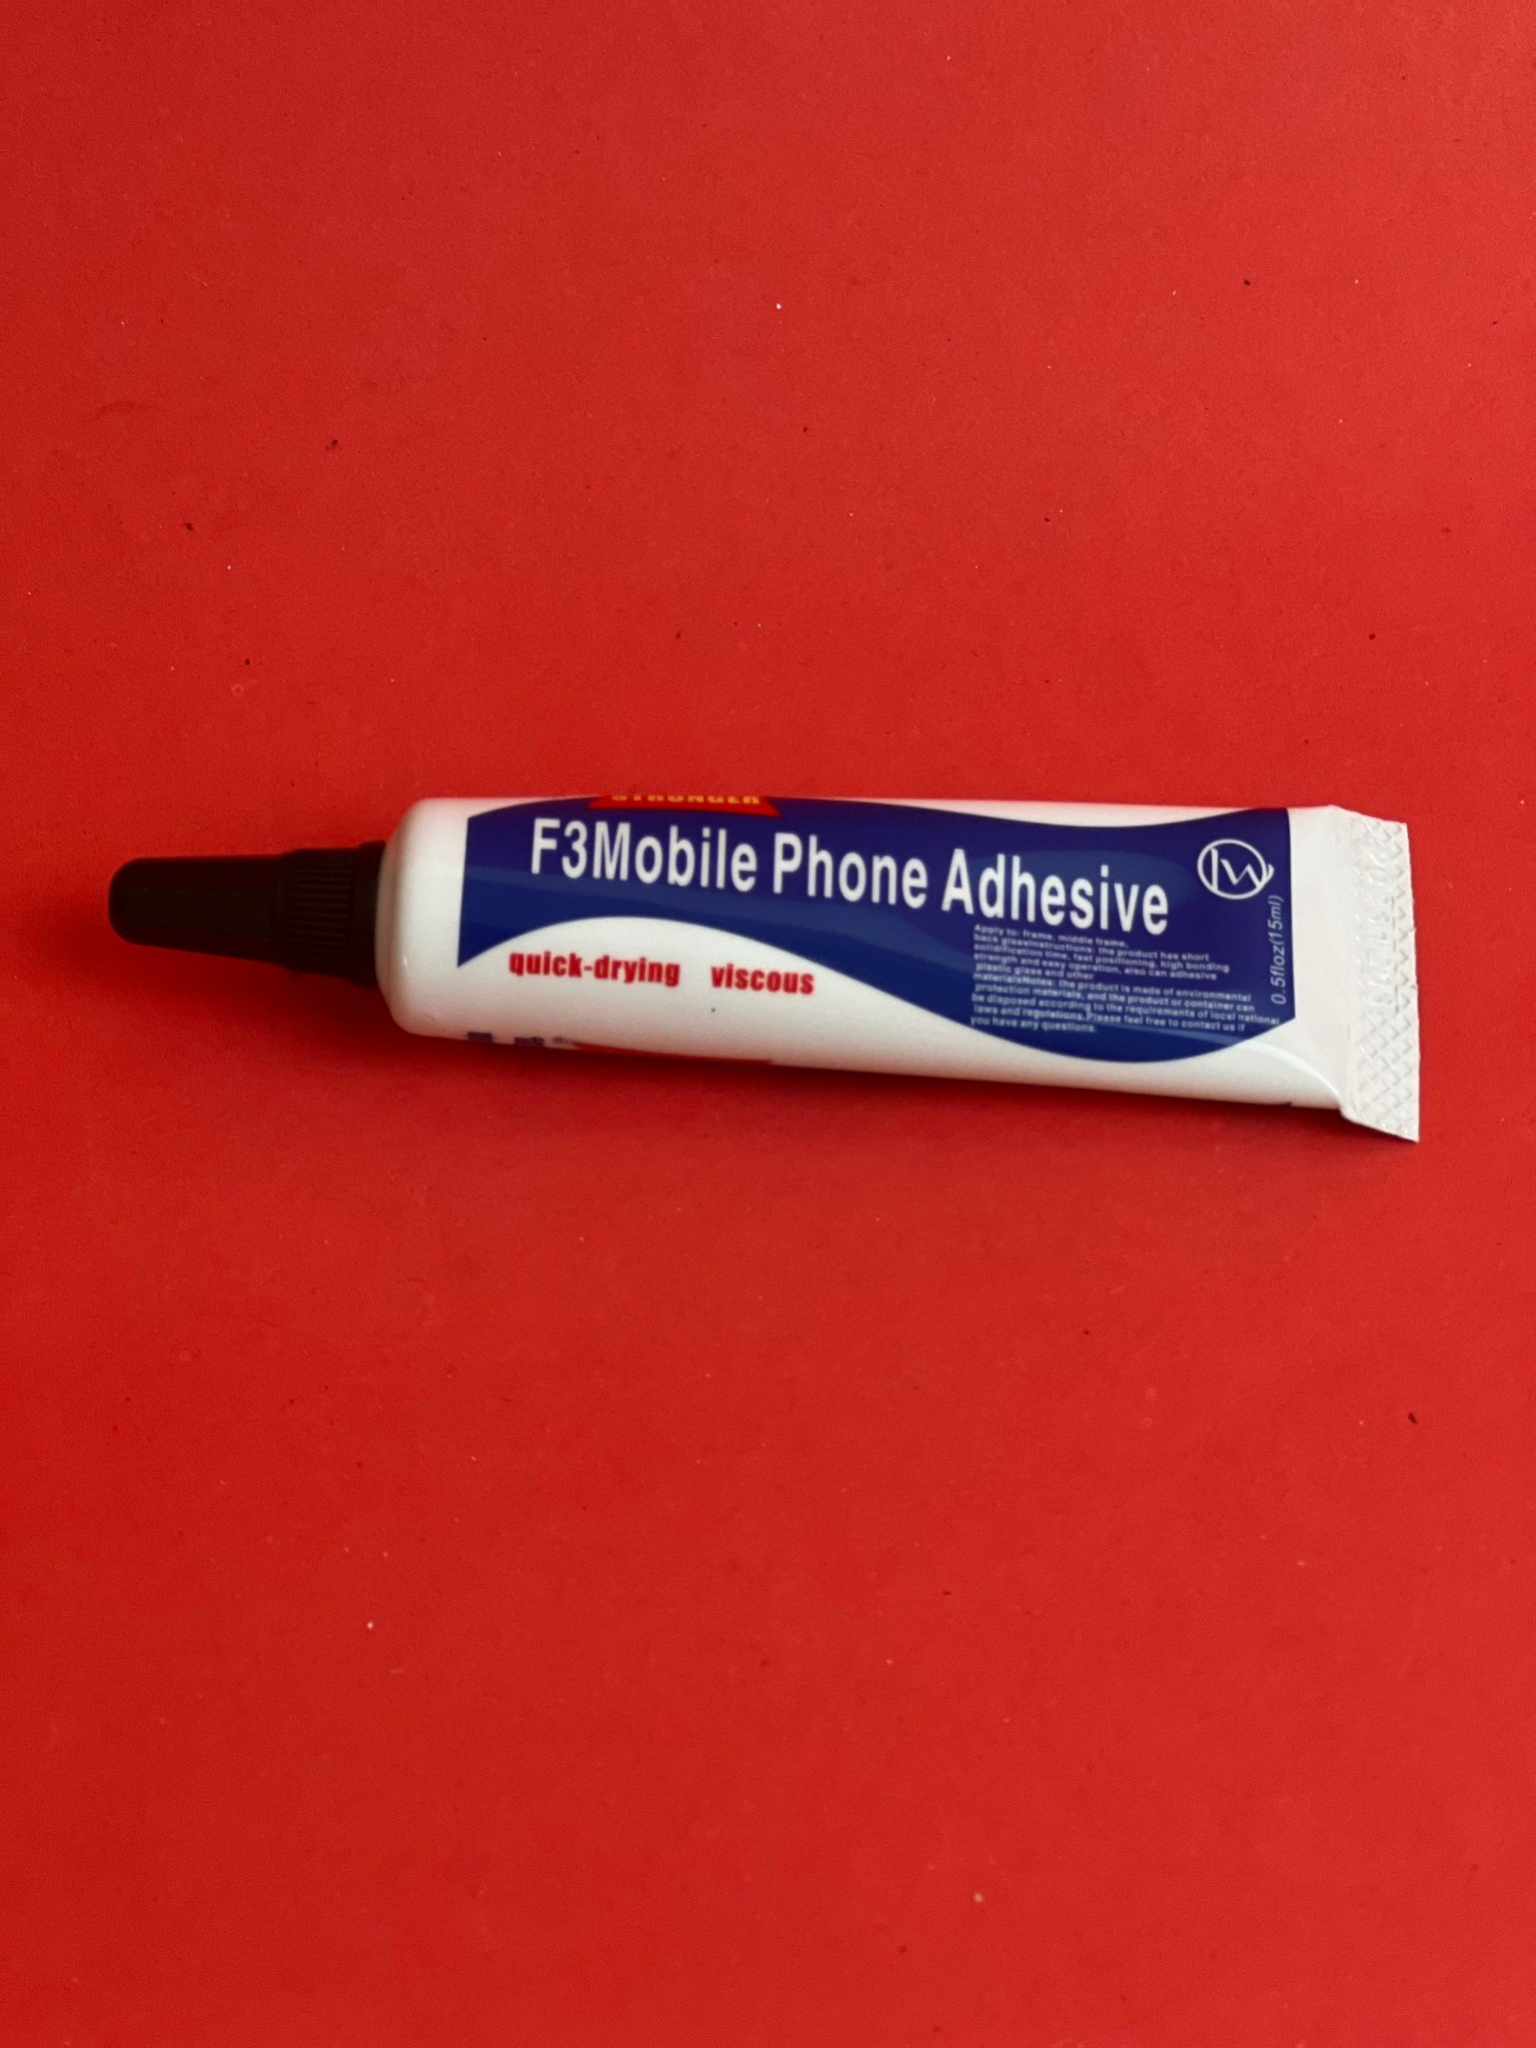 STRONGER
F3Mobile Phone Adhesive
quick-drying viscous
Apply to: frame, middle frame,
back glassInstructions: the product has short
solidification time, fast positioning, high bonding
strength and easy operation, also can adhesive
plastic glass and other
materialsNotes: the product is made of environmental
protection materials, and the product or container can
be disposed according to the requirements of local national
laws and regulations.Please feel free to contact us if
you have any questions.
0.5floz(15ml)